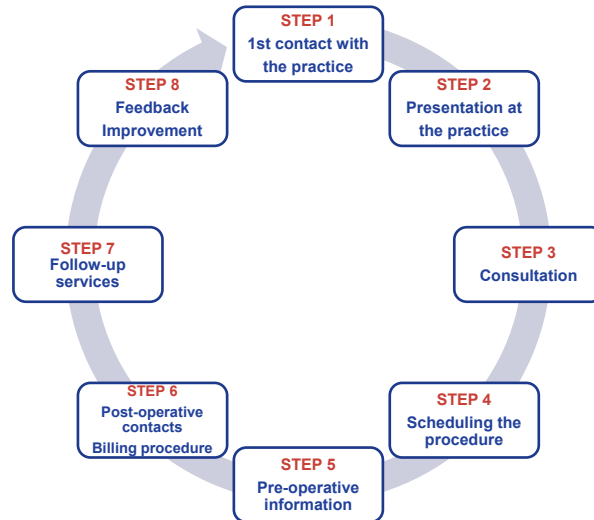 STEP 1
1st contact with
the practice
STEP 2
Presentation at
the practice
STEP 3
Consultation
STEP 4
Scheduling the
procedure
STEP 5
Pre-operative
information
STEP 6
Post-operative
contacts
Billing procedure
STEP 7
Follow-up
services
STEP 8
Feedback
Improvement